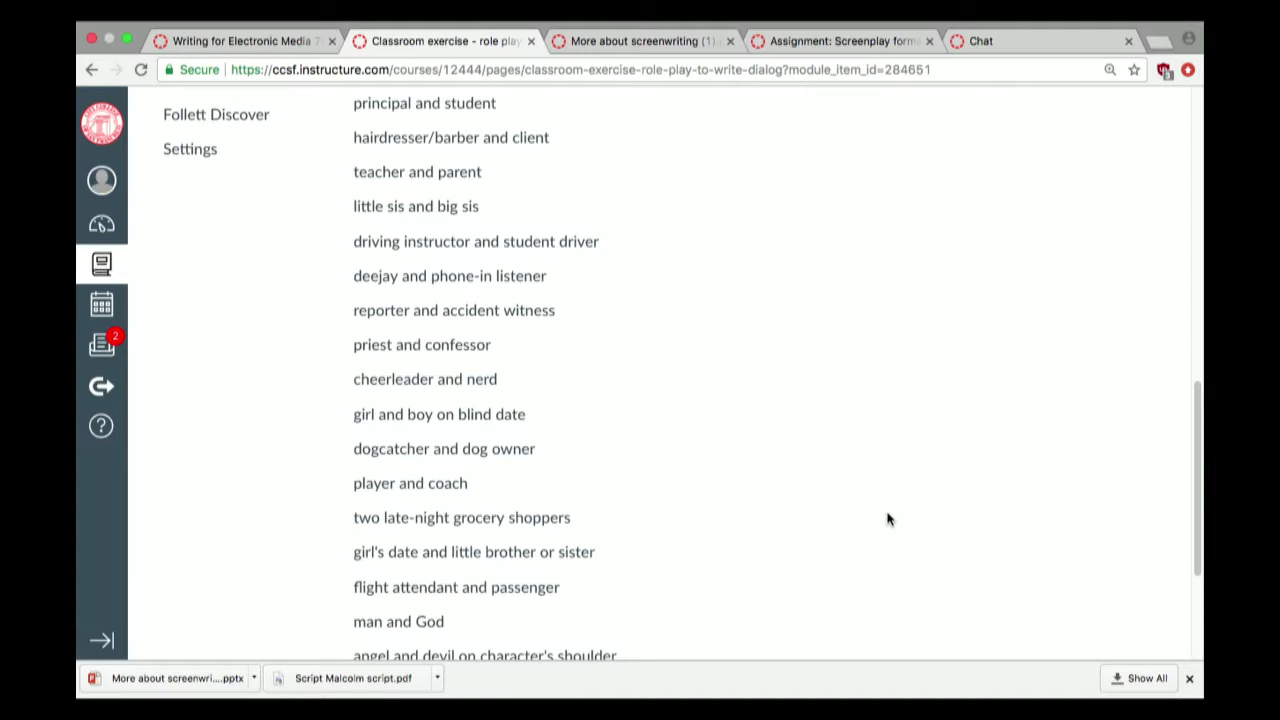 Writing for Electronic Media 7
Classroom exercise - role play
More about screenwriting (1)
Assignment: Screenplay form
Chat
Secure
https://ccsf.instructure.com/courses/12444/pages/classroom-exercise-role-play-to-write-dialog?module_item_id=284651
Follett Discover
Settings
2
principal and student
hairdresser/barber and client
teacher and parent
little sis and big sis
driving instructor and student driver
deejay and phone-in listener
reporter and accident witness
priest and confessor
cheerleader and nerd
girl and boy on blind date
dogcatcher and dog owner
player and coach
two late-night grocery shoppers
girl's date and little brother or sister
flight attendant and passenger
man and God
angel and devil on character's shoulder
More about screenwri....pptx
Script Malcolm script.pdf
Show All